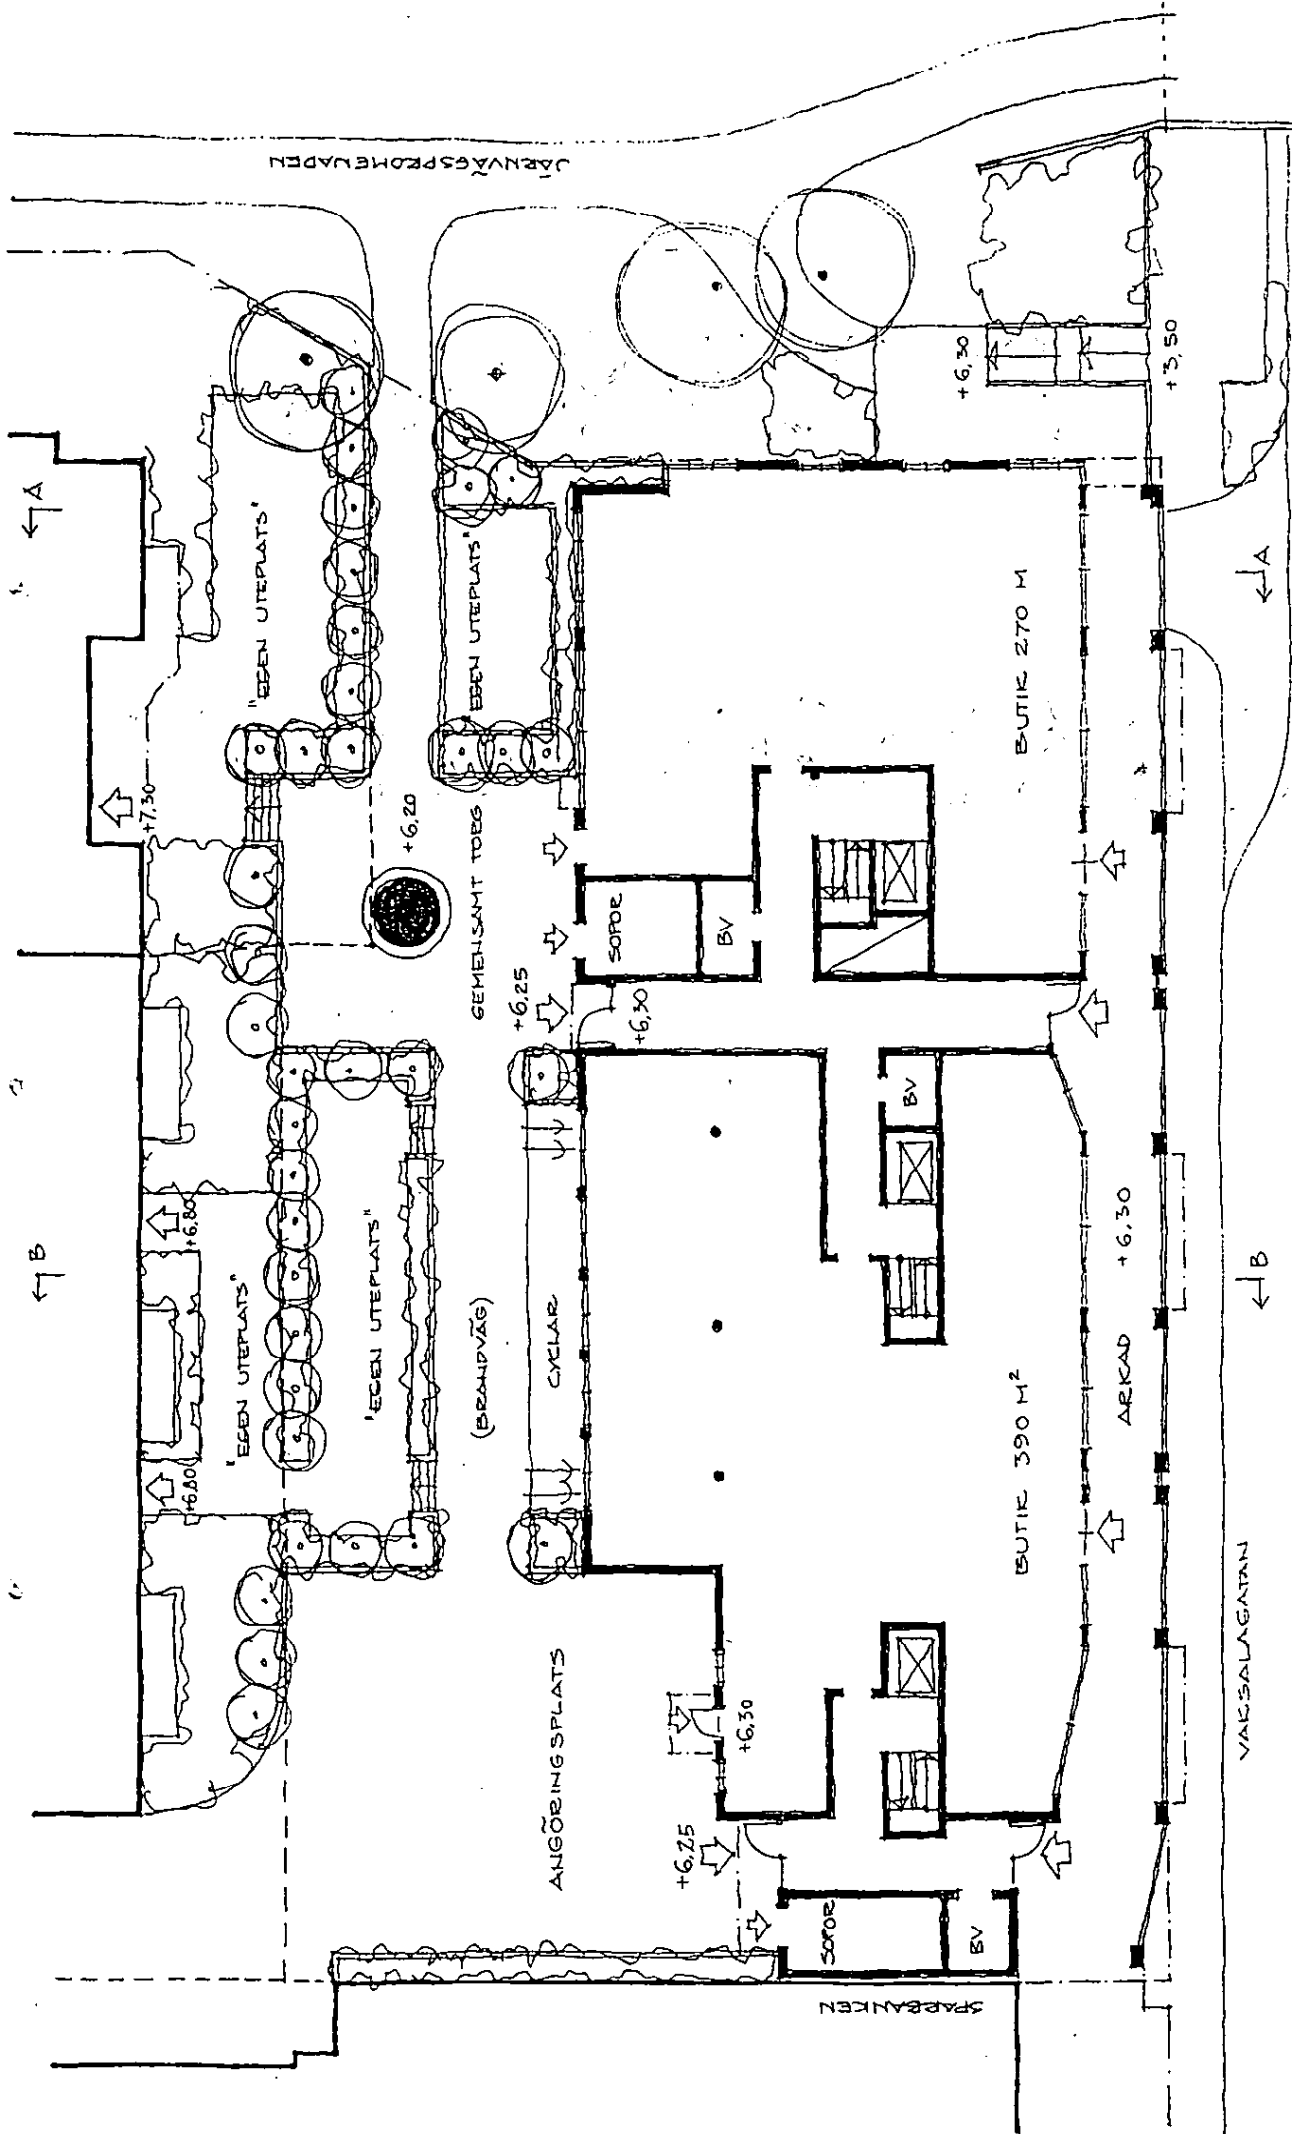 JÄRNVÄGSPROMENADEN
A
"EGEN UTEPLATS"
"EGEN UTEPLATS"
+6,30
+3,50
A
BUTIK 270 M
+7,30
+6,20
GEMENSAMT TORG
SOPOR
BV
+6,25
+6,30
BV
B
+6,80
"EGEN UTEPLATS"
"EGEN UTEPLATS"
(BRANDVÄG)
CYCLAR
+6,30
ARKAD
B
+6,80
BUTIK 390 M²
ANGÖRINGSPLATS
+6,30
VAKSALAGATAN
+6,25
SOPOR
BV
SPARBANKEN